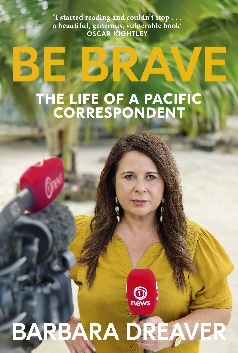 'I started reading and couldn't stop . . .
a beautiful, generous, vulnerable book'
OSCAR KIGHTLEY
BE BRAVE
THE LIFE OF A PACIFIC
CORRESPONDENT
1 news
BARBARA DREAVER